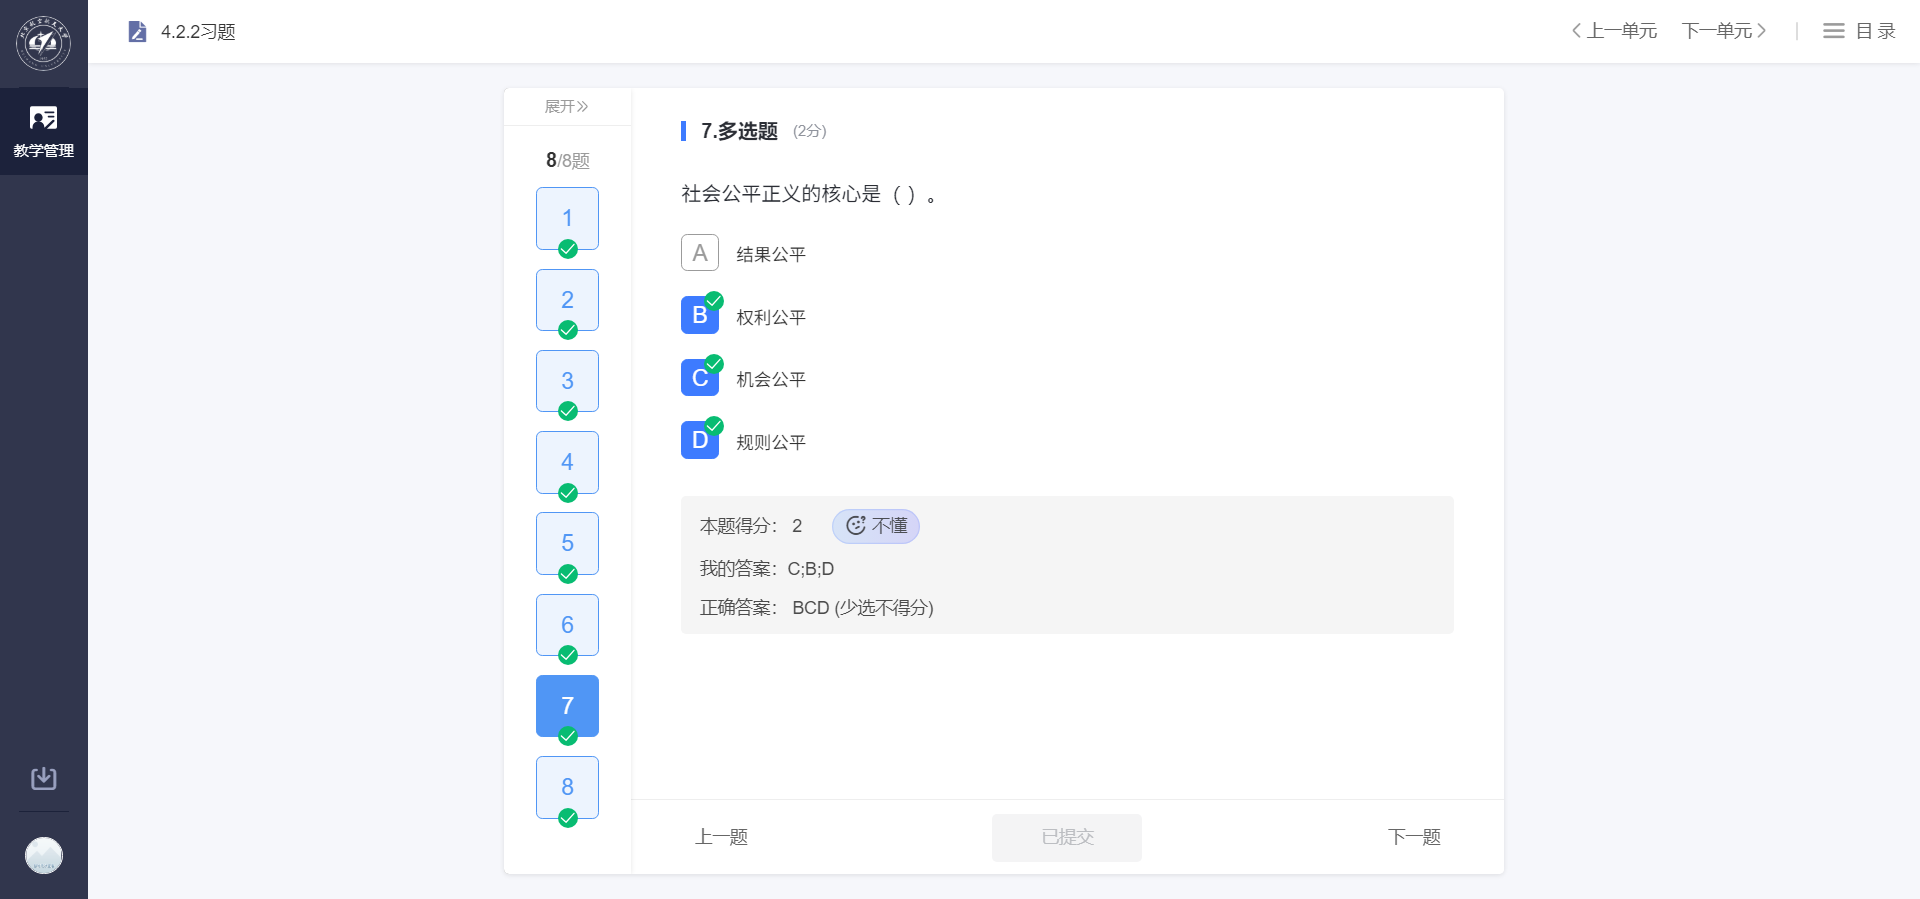 4.2.2习题
上一单元
下一单元
目录
教学管理
展开
8/8题
1
2
3
4
5
6
7
8
7.多选题 (2分)
社会公平正义的核心是（ ）。
A 结果公平
B 权利公平
C 机会公平
D 规则公平
本题得分： 2 不懂
我的答案：C;B;D
正确答案： BCD (少选不得分)
上一题
已提交
下一题